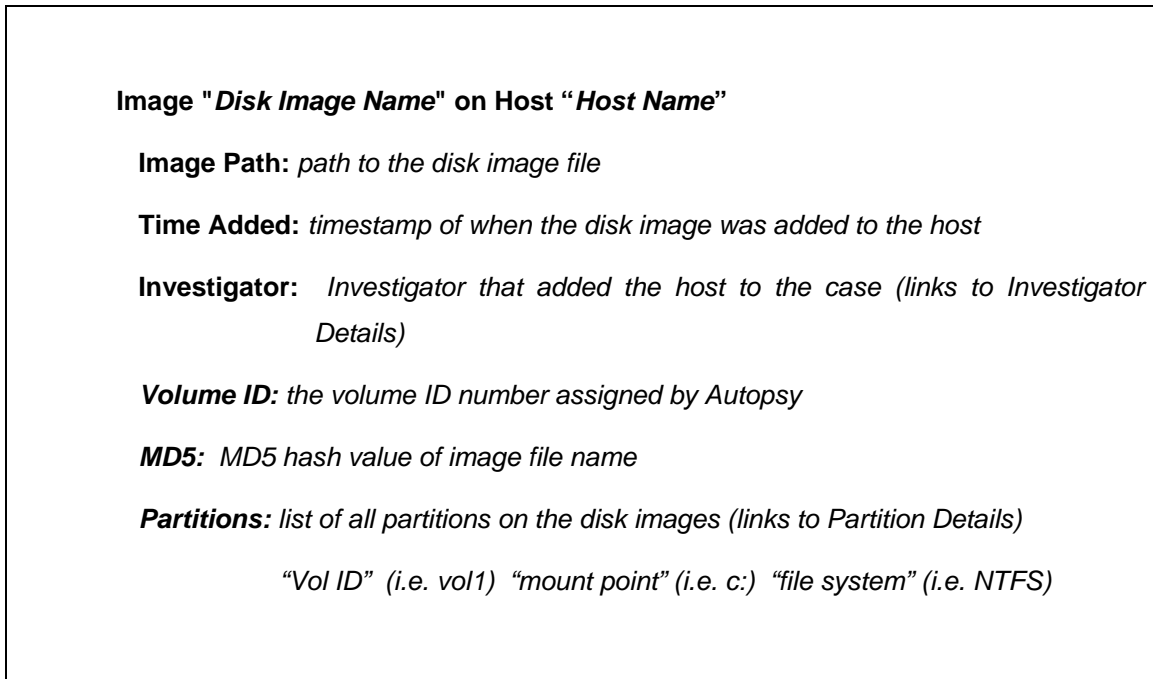 Image "Disk Image Name" on Host “Host Name”
Image Path: path to the disk image file
Time Added: timestamp of when the disk image was added to the host
Investigator: Investigator that added the host to the case (links to Investigator
Details)
Volume ID: the volume ID number assigned by Autopsy
MD5: MD5 hash value of image file name
Partitions: list of all partitions on the disk images (links to Partition Details)
“Vol ID” (i.e. vol1) “mount point” (i.e. c:) “file system” (i.e. NTFS)